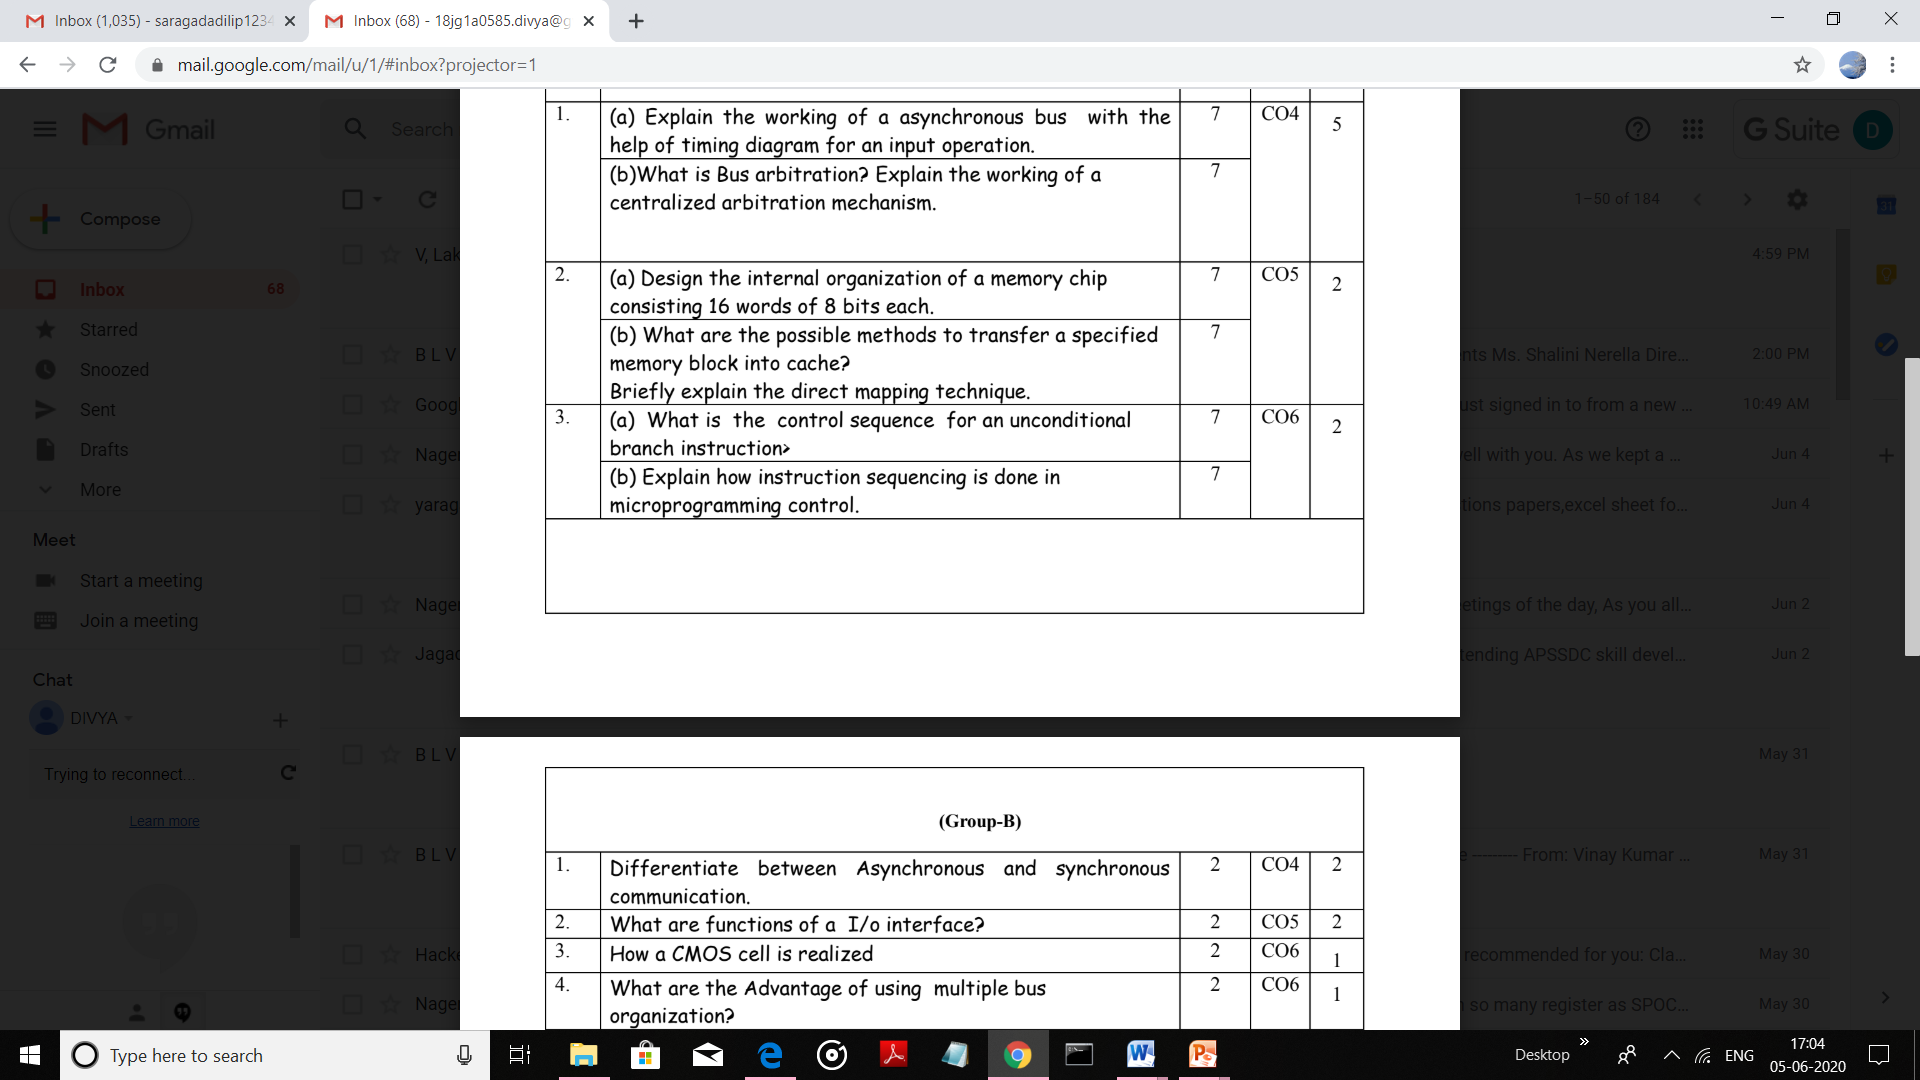 Inbox (1,035) - saragadadilip1234
Inbox (68) - 18jg1a0585.divya@g
mail.google.com/mail/u/1/#inbox?projector=1
Gmail
Search
G Suite
D
Compose
1–50 of 184
Inbox 68
Starred
Snoozed
Sent
Drafts
More
Meet
Start a meeting
Join a meeting
Chat
DIVYA
Trying to reconnect...
Learn more
V, Lak
4:59 PM
B L V
nts Ms. Shalini Nerella Dire... 2:00 PM
Goog
ust signed in to from a new ... 10:49 AM
Nage
ell with you. As we kept a ... Jun 4
yarag
tions papers,excel sheet fo... Jun 4
Nage
etings of the day, As you all... Jun 2
Jagad
tending APSSDC skill devel... Jun 2
B L V
May 31
B L V
e ---------- From: Vinay Kumar ... May 31
Hacke
recommended for you: Cla... May 30
Nage
so many register as SPOC... May 30
1. (a) Explain the working of a asynchronous bus with the 7 CO4 5
help of timing diagram for an input operation.
(b)What is Bus arbitration? Explain the working of a 7
centralized arbitration mechanism.
2. (a) Design the internal organization of a memory chip 7 CO5 2
consisting 16 words of 8 bits each.
(b) What are the possible methods to transfer a specified 7
memory block into cache?
Briefly explain the direct mapping technique.
3. (a) What is the control sequence for an unconditional 7 CO6 2
branch instruction>
(b) Explain how instruction sequencing is done in 7
microprogramming control.
(Group-B)
1. Differentiate between Asynchronous and synchronous 2 CO4 2
communication.
2. What are functions of a I/o interface? 2 CO5 2
3. How a CMOS cell is realized 2 CO6 1
4. What are the Advantage of using multiple bus 2 CO6 1
organization?
Type here to search
Desktop
ENG
17:04
05-06-2020